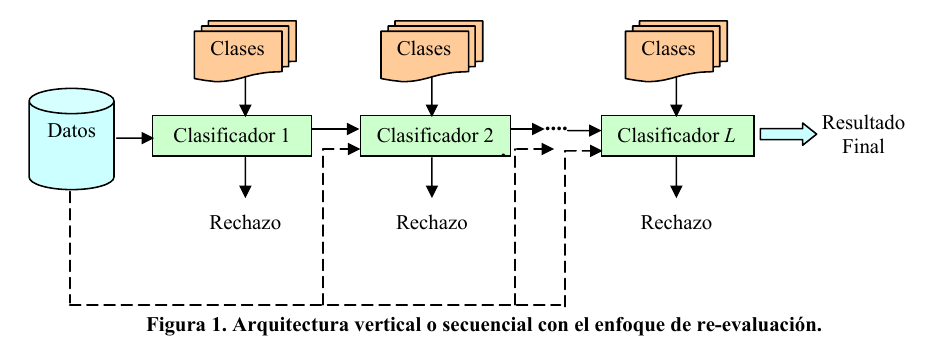 Clases
Clases
Clases
Datos
Clasificador 1
Clasificador 2
Clasificador L
Resultado
Final
Rechazo
Rechazo
Rechazo
Figura 1. Arquitectura vertical o secuencial con el enfoque de re-evaluación.